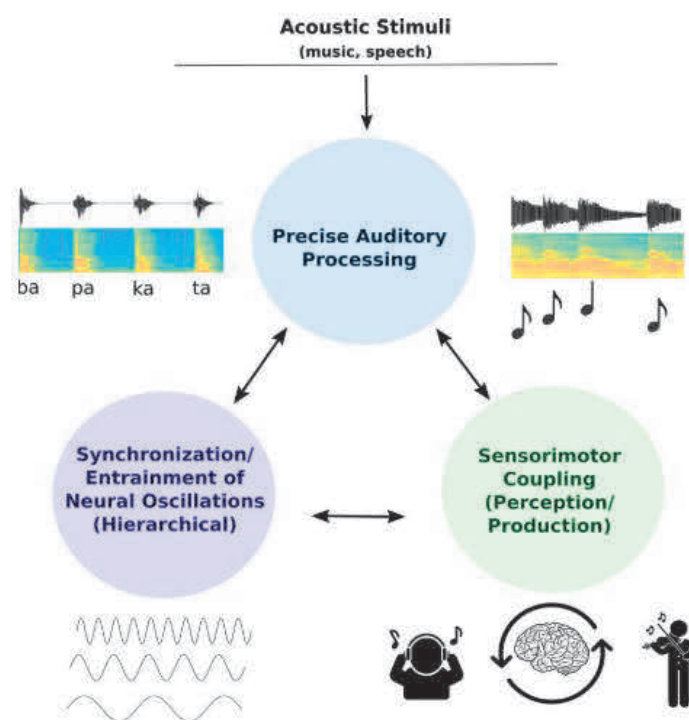 Acoustic Stimuli
(music, speech)
Precise Auditory
Processing
ba pa ka ta
Synchronization/
Entrainment of
Neural Oscillations
(Hierarchical)
Sensorimotor
Coupling
(Perception/
Production)